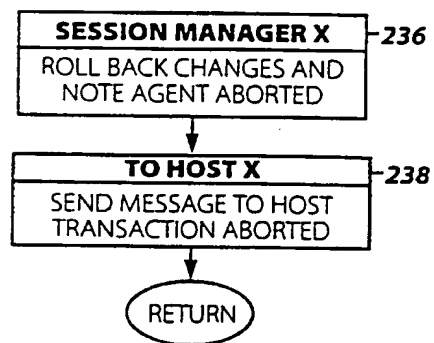 SESSION MANAGER X
236
ROLL BACK CHANGES AND
NOTE AGENT ABORTED
TO HOST X
238
SEND MESSAGE TO HOST
TRANSACTION ABORTED
RETURN